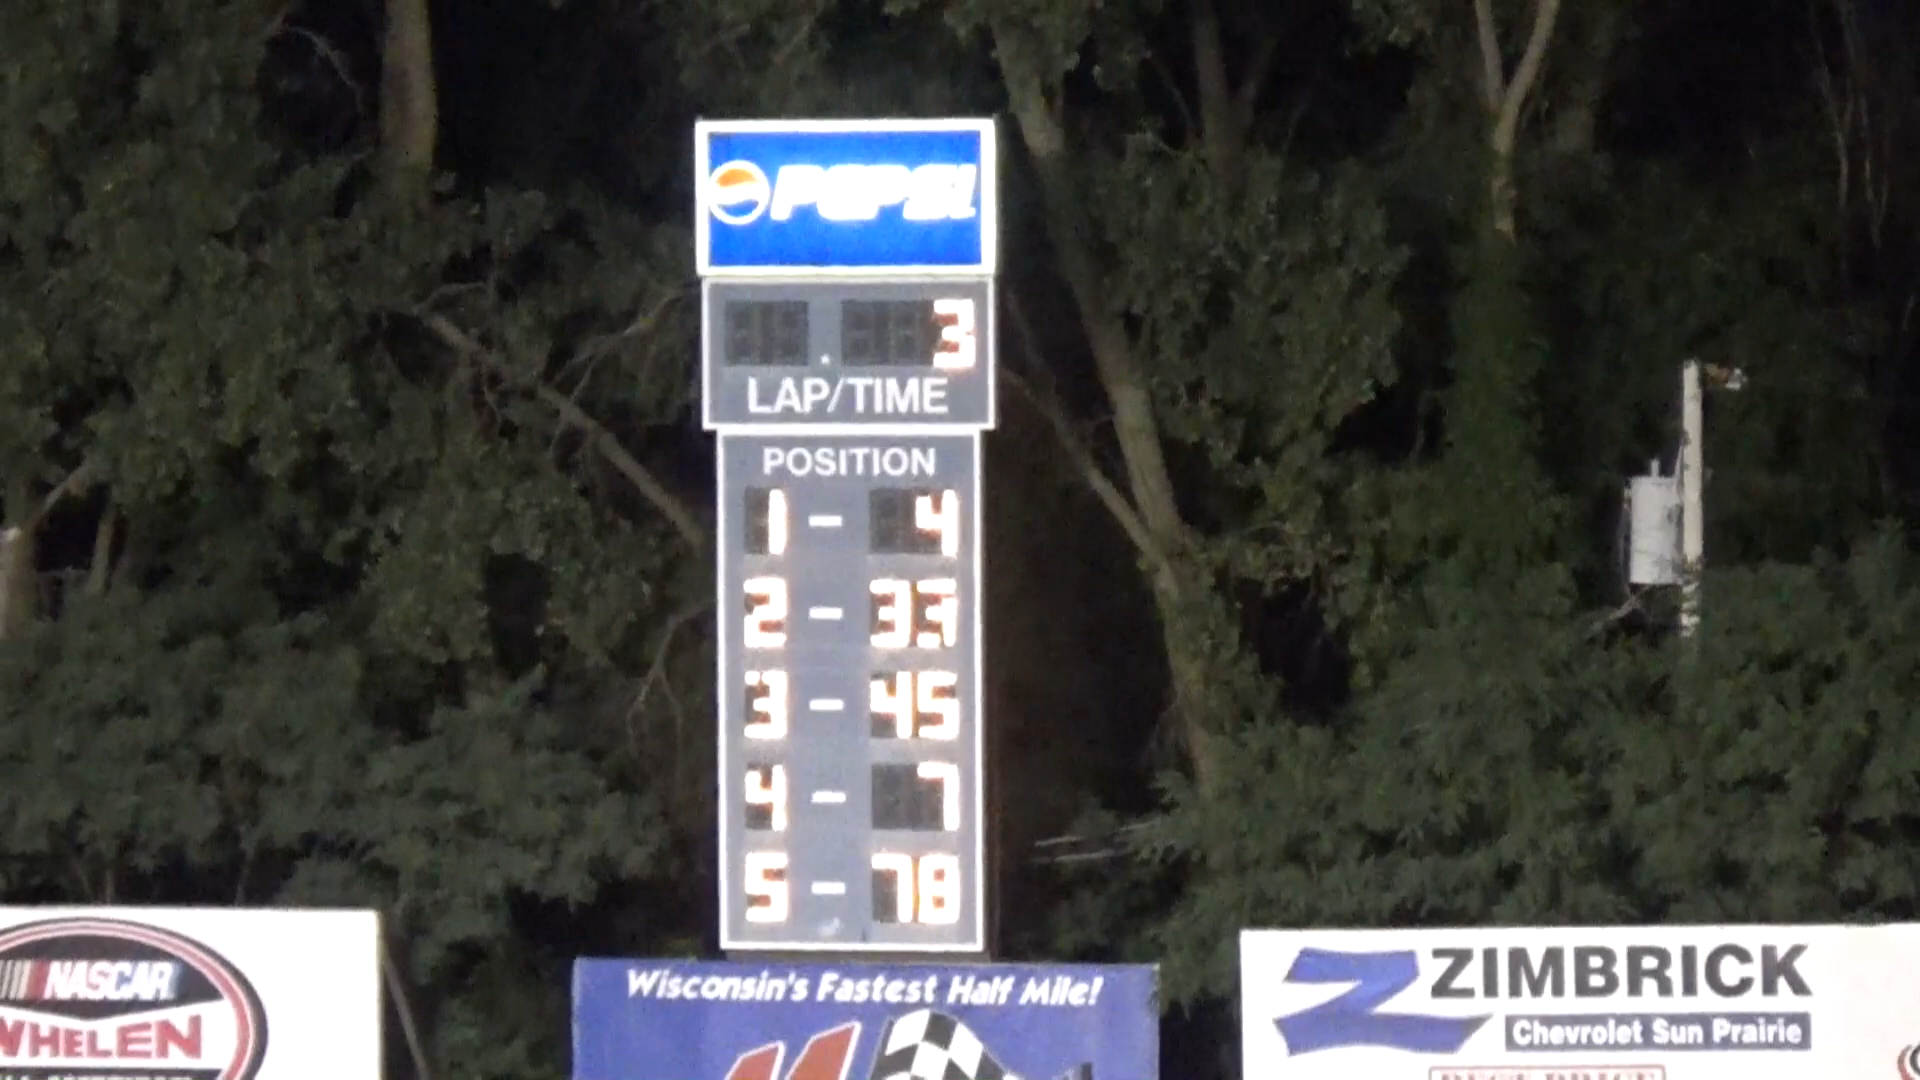 PEPSI
3
LAP/TIME
POSITION
1 - 4
2 - 33
3 - 45
4 - 7
5 - 78
NASCAR
WHELEN
Wisconsin's Fastest Half Mile!
ZIMBRICK
Chevrolet Sun Prairie